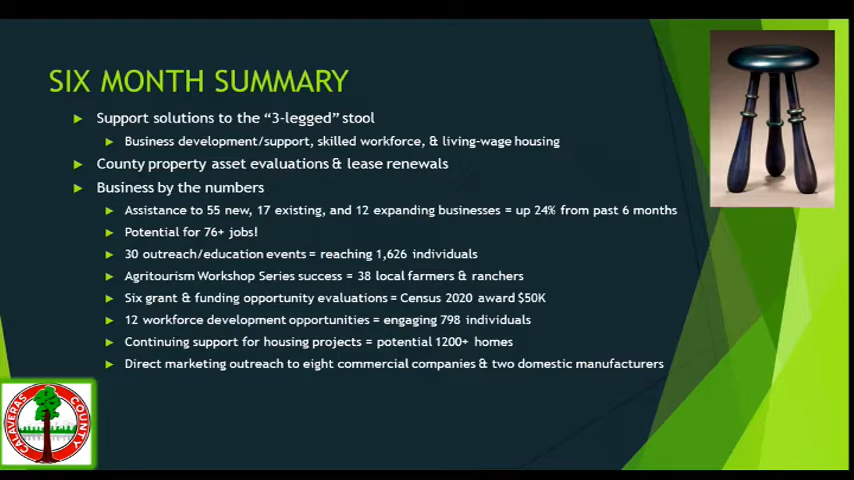 SIX MONTH SUMMARY
Support solutions to the “3-legged” stool
Business development/support, skilled workforce, & living-wage housing
County property asset evaluations & lease renewals
Business by the numbers
Assistance to 55 new, 17 existing, and 12 expanding businesses = up 24% from past 6 months
Potential for 76+ jobs!
30 outreach/education events = reaching 1,626 individuals
Agritourism Workshop Series success = 38 local farmers & ranchers
Six grant & funding opportunity evaluations = Census 2020 award $50K
12 workforce development opportunities = engaging 798 individuals
Continuing support for housing projects = potential 1200+ homes
Direct marketing outreach to eight commercial companies & two domestic manufacturers
CALAVERAS COUNTY